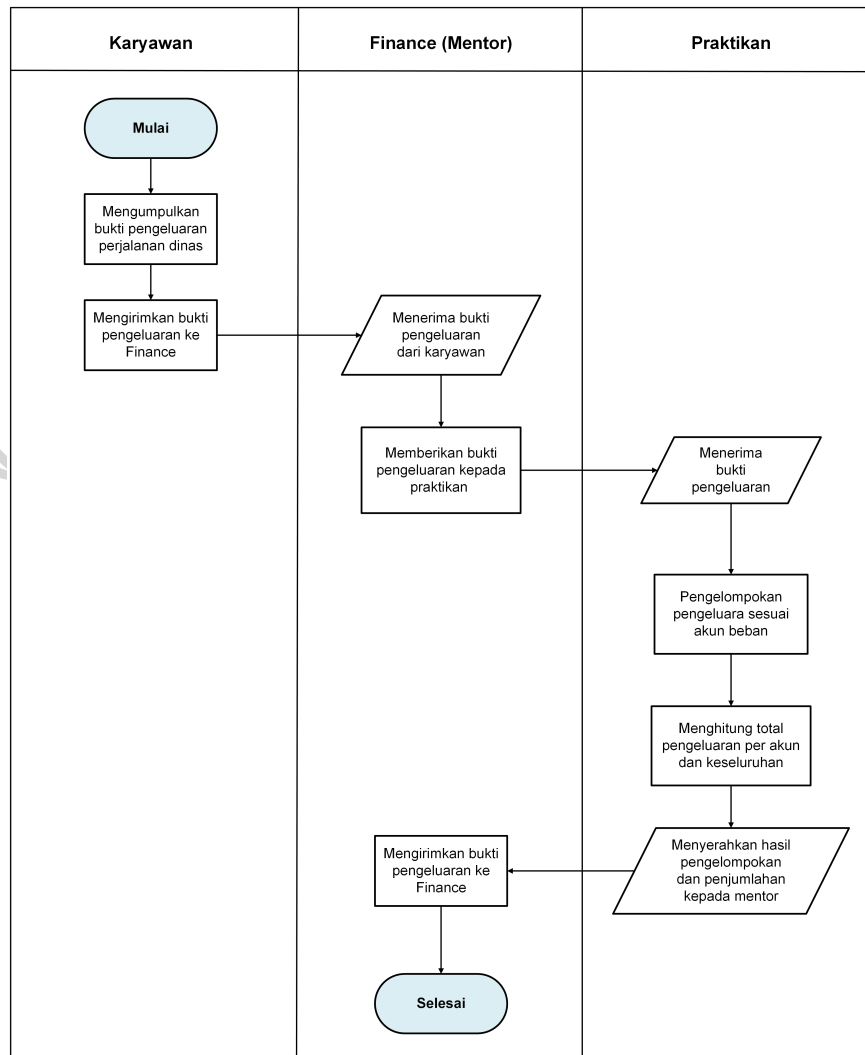 Karyawan
Finance (Mentor)
Praktikan
Mulai
Mengumpulkan
bukti pengeluaran
perjalanan dinas
Mengirimkan bukti
pengeluaran ke
Finance
Menerima bukti
pengeluaran
dari karyawan
Memberikan bukti
pengeluaran kepada
praktikan
Menerima
bukti
pengeluaran
Pengelompokan
pengeluara sesuai
akun beban
Menghitung total
pengeluaran per akun
dan keseluruhan
Menyerahkan hasil
pengelompokan
dan penjumlahan
kepada mentor
Mengirimkan bukti
pengeluaran ke
Finance
Selesai